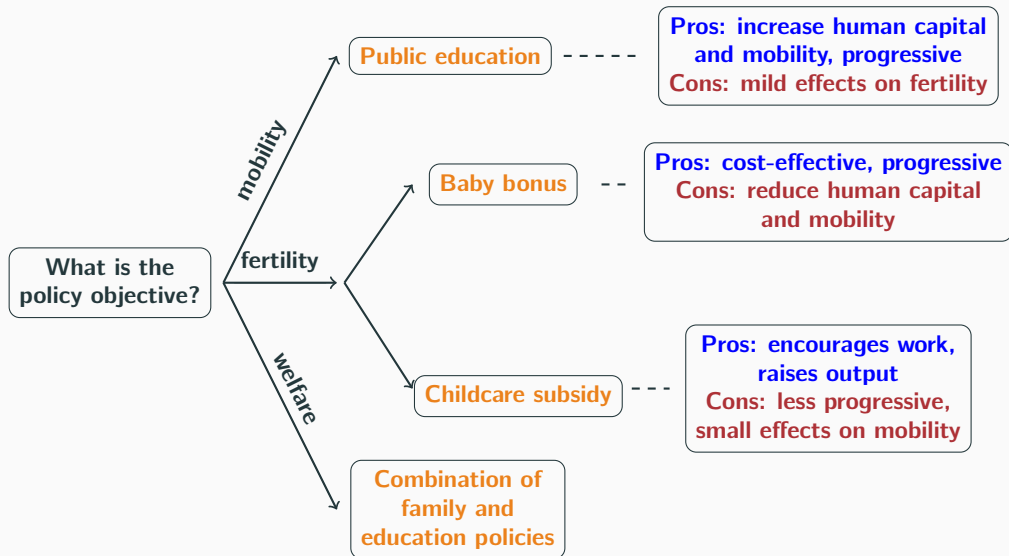 Public education
Pros: increase human capital
and mobility, progressive
Cons: mild effects on fertility
mobility
Baby bonus
Pros: cost-effective, progressive
Cons: reduce human capital
and mobility
What is the
policy objective?
fertility
welfare
Childcare subsidy
Pros: encourages work,
raises output
Cons: less progressive,
small effects on mobility
Combination of
family and
education policies